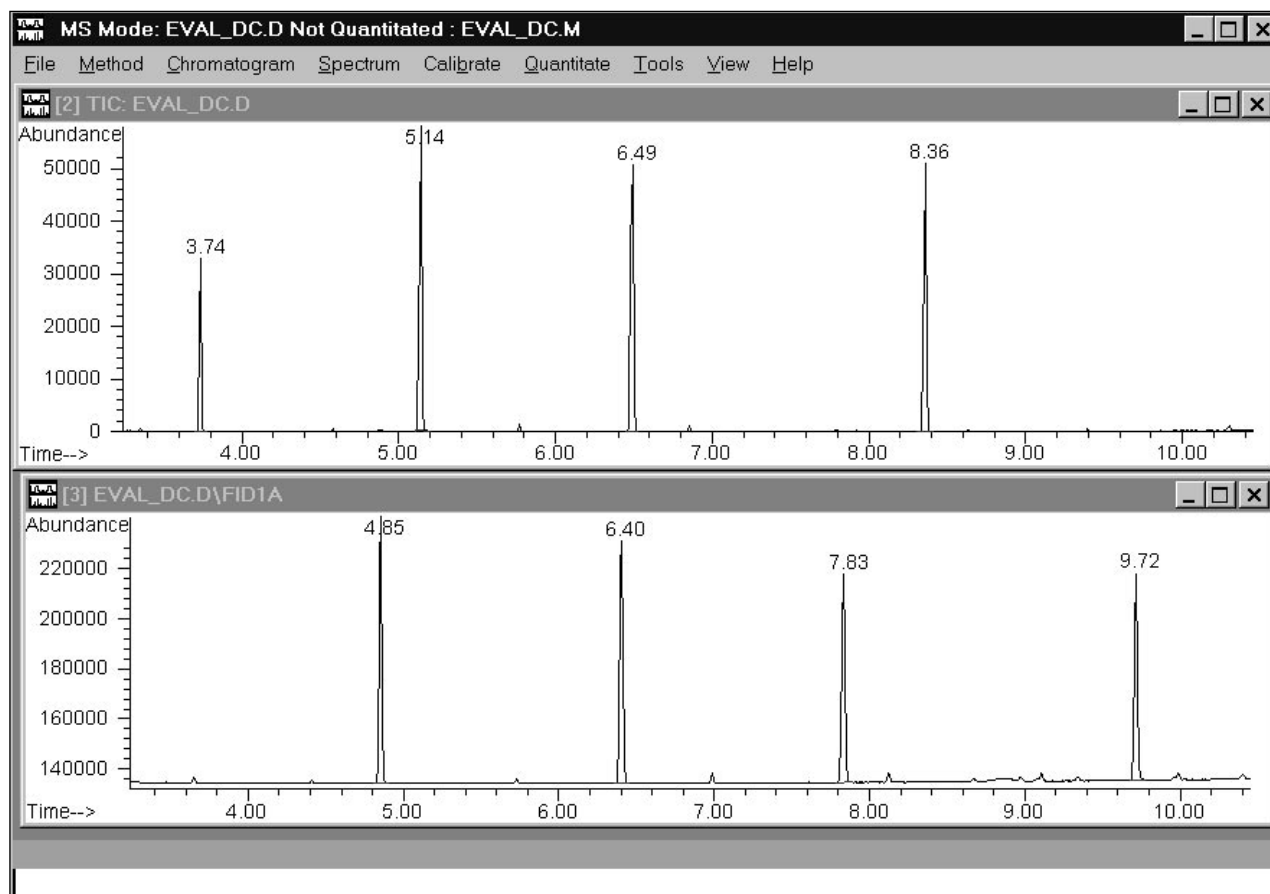 MS Mode: EVAL_DC.D Not Quantitated : EVAL_DC.M
File Method Chromatogram Spectrum Calibrate Quantitate Tools View Help
[2] TIC: EVAL_DC.D
Abundance
5.14
6.49
8.36
50000
40000
3.74
30000
20000
10000
0
Time--> 4.00 5.00 6.00 7.00 8.00 9.00 10.00
[3] EVAL_DC.D\FID1A
Abundance
4.85
6.40
7.83
9.72
220000
200000
180000
160000
140000
Time--> 4.00 5.00 6.00 7.00 8.00 9.00 10.00